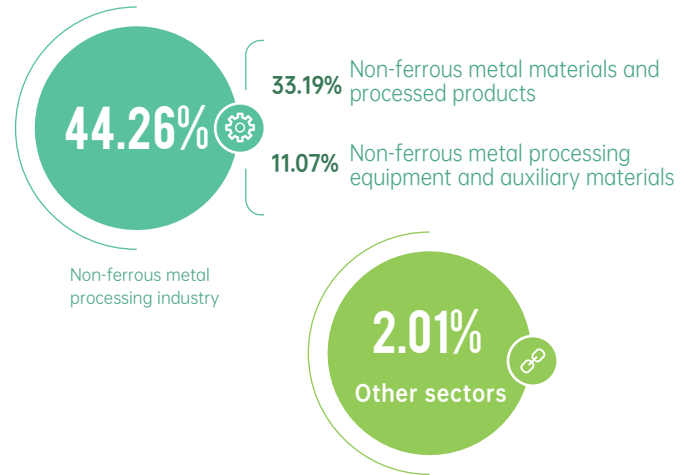 44.26%
33.19%
Non-ferrous metal materials and
processed products
11.07%
Non-ferrous metal processing
equipment and auxiliary materials
Non-ferrous metal
processing industry
2.01%
Other sectors